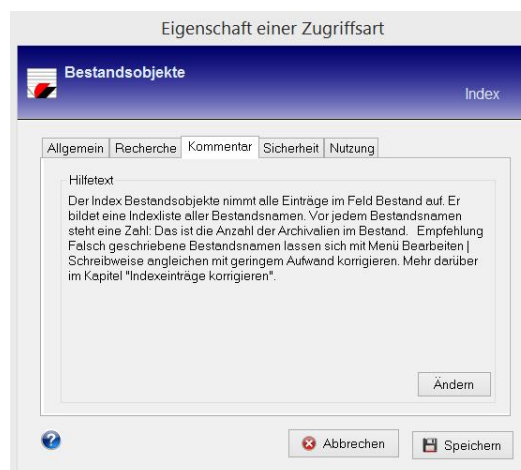 Eigenschaft einer Zugriffsart
Bestandsobjekte
Index
Allgemein Recherche Kommentar Sicherheit Nutzung
Hilfetext
Der Index Bestandsobjekte nimmt alle Einträge im Feld Bestand auf. Er
bildet eine Indexliste aller Bestandsnamen. Vor jedem Bestandsnamen
steht eine Zahl: Das ist die Anzahl der Archivalien im Bestand. Empfehlung
Falsch geschriebene Bestandsnamen lassen sich mit Menü Bearbeiten |
Schreibweise angleichen mit geringem Aufwand korrigieren. Mehr darüber
im Kapitel "Indexeinträge korrigieren".
Ändern
? Abbrechen Speichern